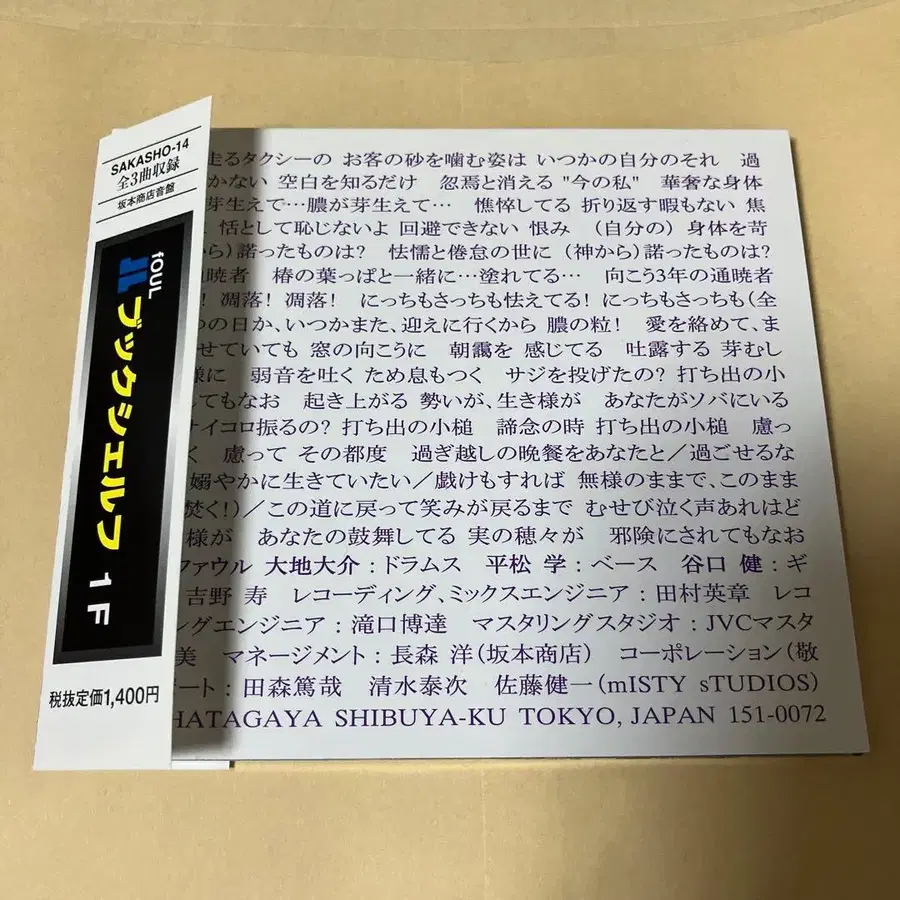 SAKASHO-14
全3曲収録
坂本商店音盤
fOUL
ブックシェルフ 1F
税抜定価1,400円
走るタクシーの お客の砂を噛む姿は いつかの自分のそれ 過
かない 空白を知るだけ 忽焉と消える "今の私" 華奢な身体
芽生えて…膿が芽生えて… 憔悴してる 折り返す暇もない 焦
恬として恥じないよ 回避できない 恨み (自分の)身体を苛
から)諾ったものは? 怯懦と倦怠の世に(神から)諾ったものは?
通暁者 椿の葉っぱと一緒に…塗れてる… 向こう3年の通暁者
! 凋落! 凋落! にっちもさっちも怯えてる! にっちもさっちも(全
つの日か、いつかまた、迎えに行くから 膿の粒! 愛を絡めて、ま
せていても 窓の向こうに 朝靄を 感じてる 吐露する 芽むし
様に 弱音を吐く ため息もつく サジを投げたの? 打ち出の小
してもなお 起き上がる 勢いが、生き様が あなたがソバにいる
サイコロ振るの? 打ち出の小槌 諦念の時 打ち出の小槌 慮っ
く 慮って その都度 過ぎ越しの晩餐をあなたと/過ごせるな
嫋やかに生きていたい/戯けもすれば 無様のままで、このまま
焚く!)/この道に戻って笑みが戻るまで むせび泣く声あれはど
様が あなたの鼓舞してる 実の穂々が 邪険にされてもなお
ファウル 大地大介:ドラムス 平松 学:ベース 谷口 健:ギ
吉野 寿 レコーディング、ミックスエンジニア:田村英章 レコ
ングエンジニア:滝口博達 マスタリングスタジオ:JVCマスタ
美 マネージメント:長森 洋(坂本商店) コーポレーション(敬
ート:田森篤哉 清水泰次 佐藤健一(mISTY sTUDIOS)
HATAGAYA SHIBUYA-KU TOKYO, JAPAN 151-0072